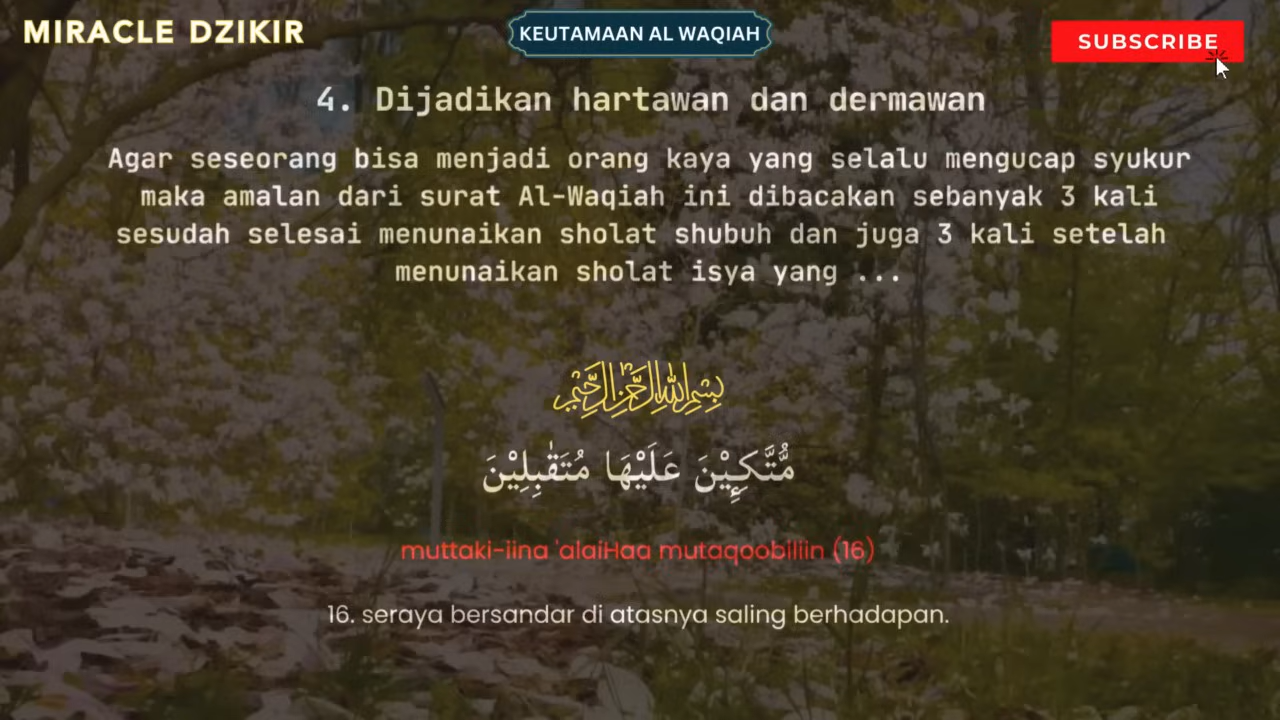 MIRACLE DZIKIR
KEUTAMAAN AL WAQIAH
SUBSCRIBE
4. Dijadikan hartawan dan dermawan
Agar seseorang bisa menjadi orang kaya yang selalu mengucap syukur
maka amalan dari surat Al-Waqiah ini dibacakan sebanyak 3 kali
sesudah selesai menunaikan sholat shubuh dan juga 3 kali setelah
menunaikan sholat isya yang ...
بِسْمِ اللهِ الرَّحْمٰنِ الرَّحِيْمِ
مُّتَّكِـِٕيْنَ عَلَيْهَا مُتَقٰبِلِيْنَ
muttaki-iina 'alaiHaa mutaqoobiliin (16)
16. seraya bersandar di atasnya saling berhadapan.